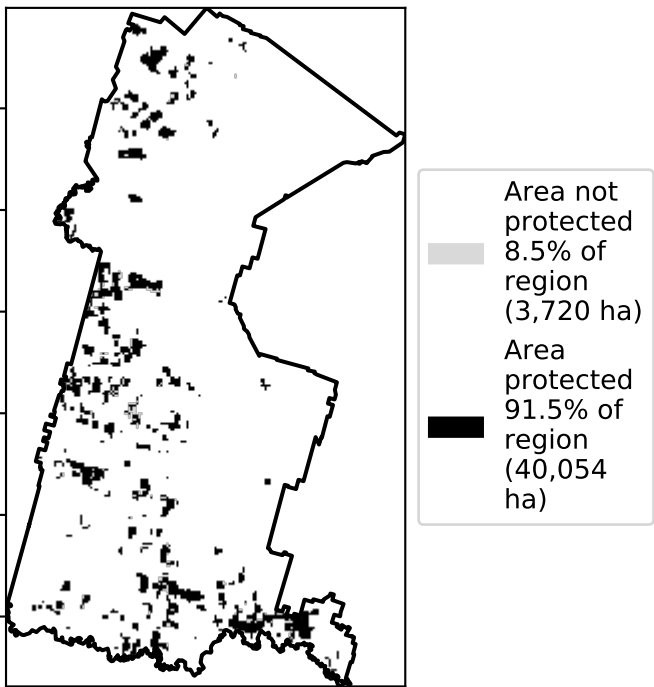 Area not
protected
8.5% of
region
(3,720 ha)
Area
protected
91.5% of
region
(40,054
ha)